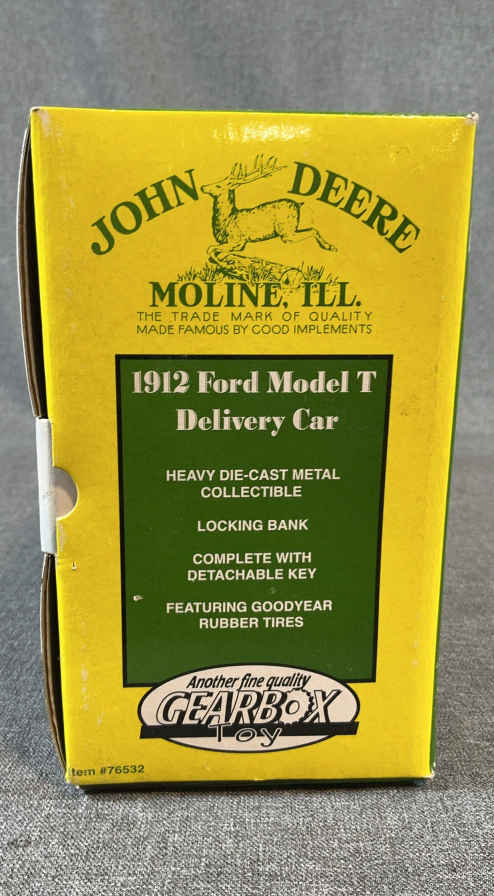 JOHN DEERE
MOLINE, ILL.
THE TRADE MARK OF QUALITY
MADE FAMOUS BY GOOD IMPLEMENTS
1912 Ford Model T
Delivery Car
HEAVY DIE-CAST METAL
COLLECTIBLE
LOCKING BANK
COMPLETE WITH
DETACHABLE KEY
FEATURING GOODYEAR
RUBBER TIRES
Another fine quality
GEARBOX
Toy
tem #76532